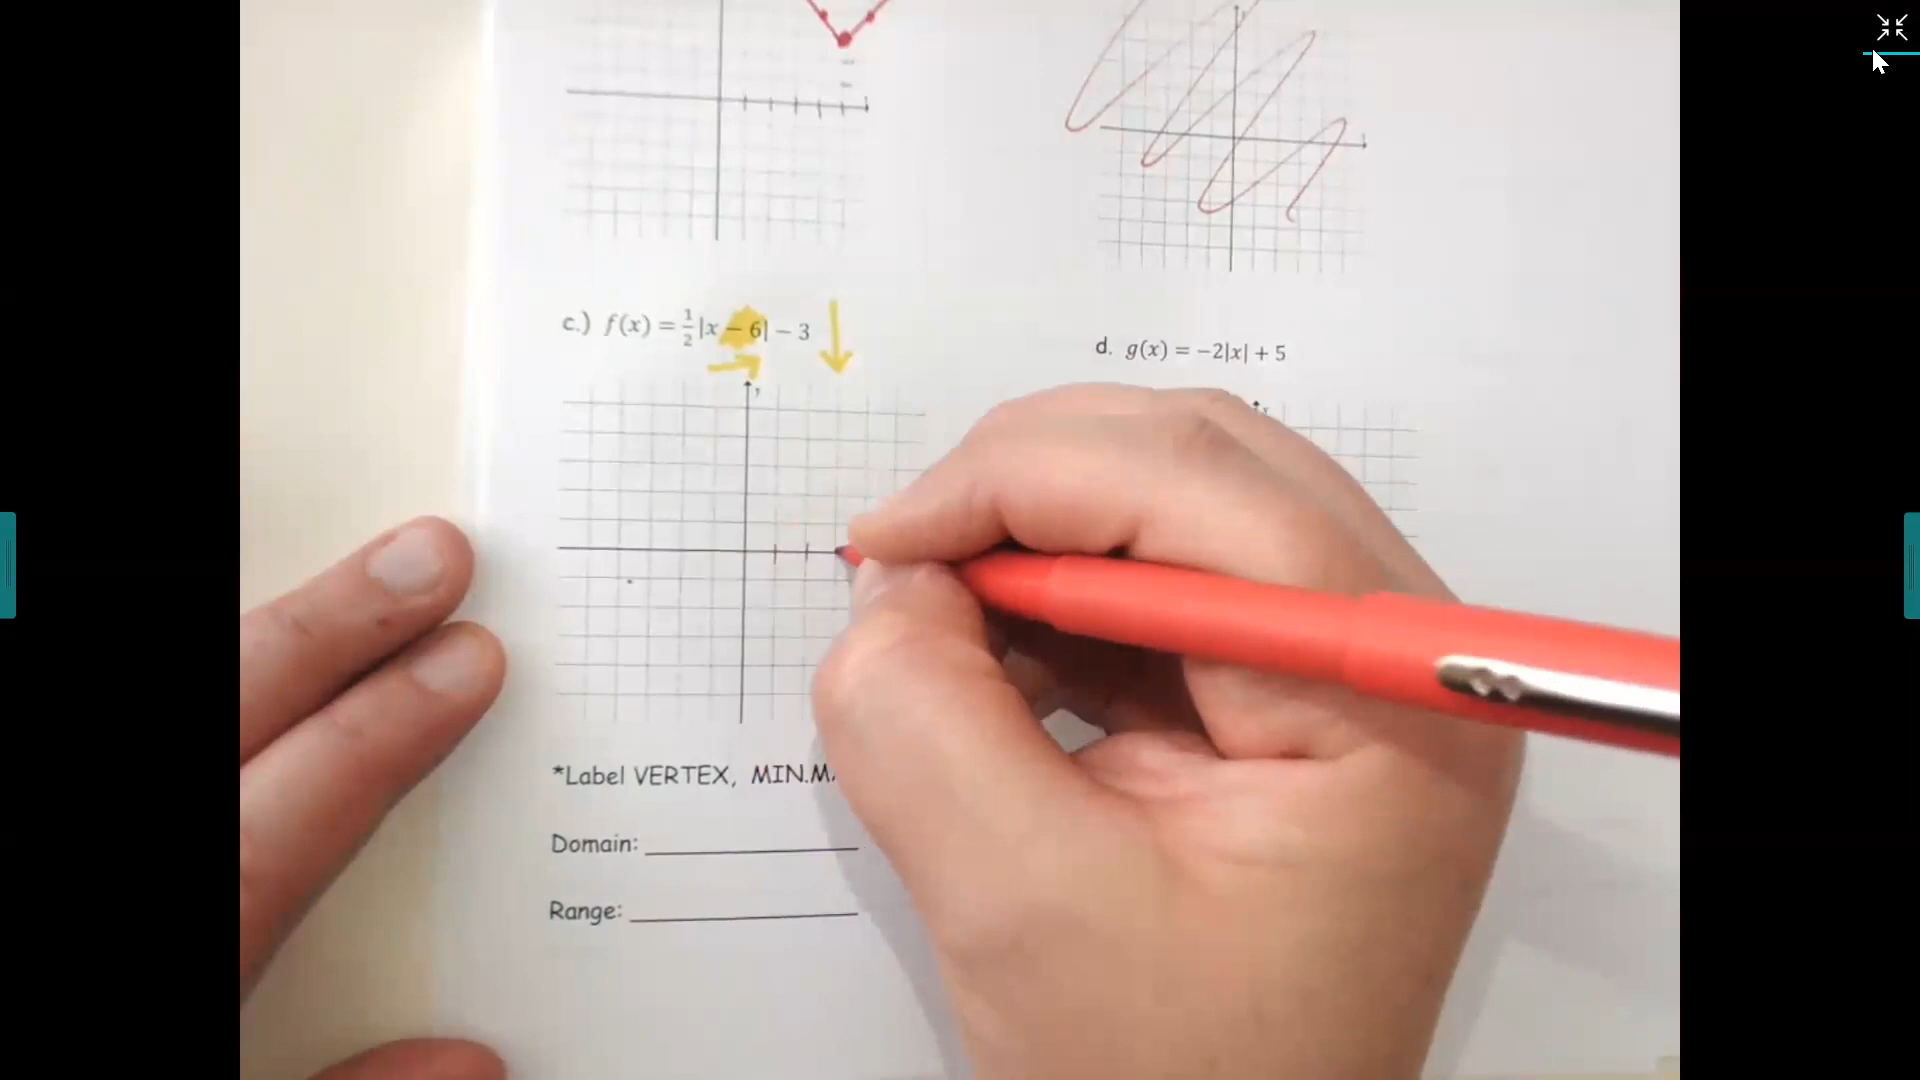 c.) f(x) = 1/2|x − 6| − 3
d. g(x) = −2|x| + 5
y
*Label VERTEX, MIN.
Domain:
Range: